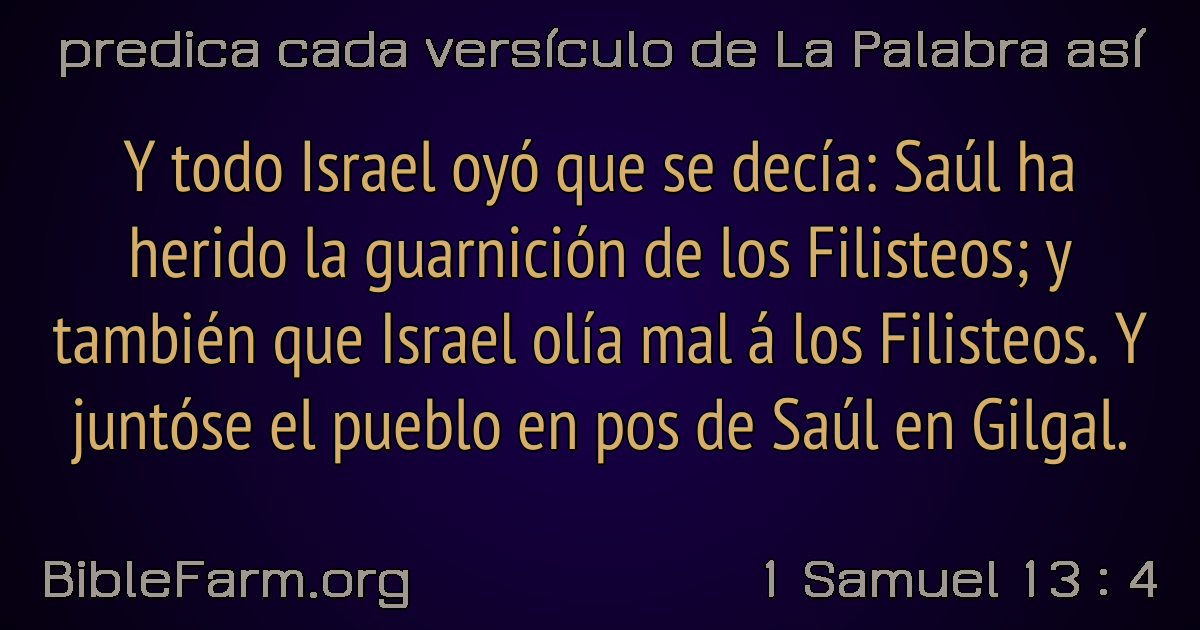 predica cada versículo de La Palabra así
Y todo Israel oyó que se decía: Saúl ha
herido la guarnición de los Filisteos; y
también que Israel olía mal á los Filisteos. Y
juntóse el pueblo en pos de Saúl en Gilgal.
BibleFarm.org
1 Samuel 13 : 4